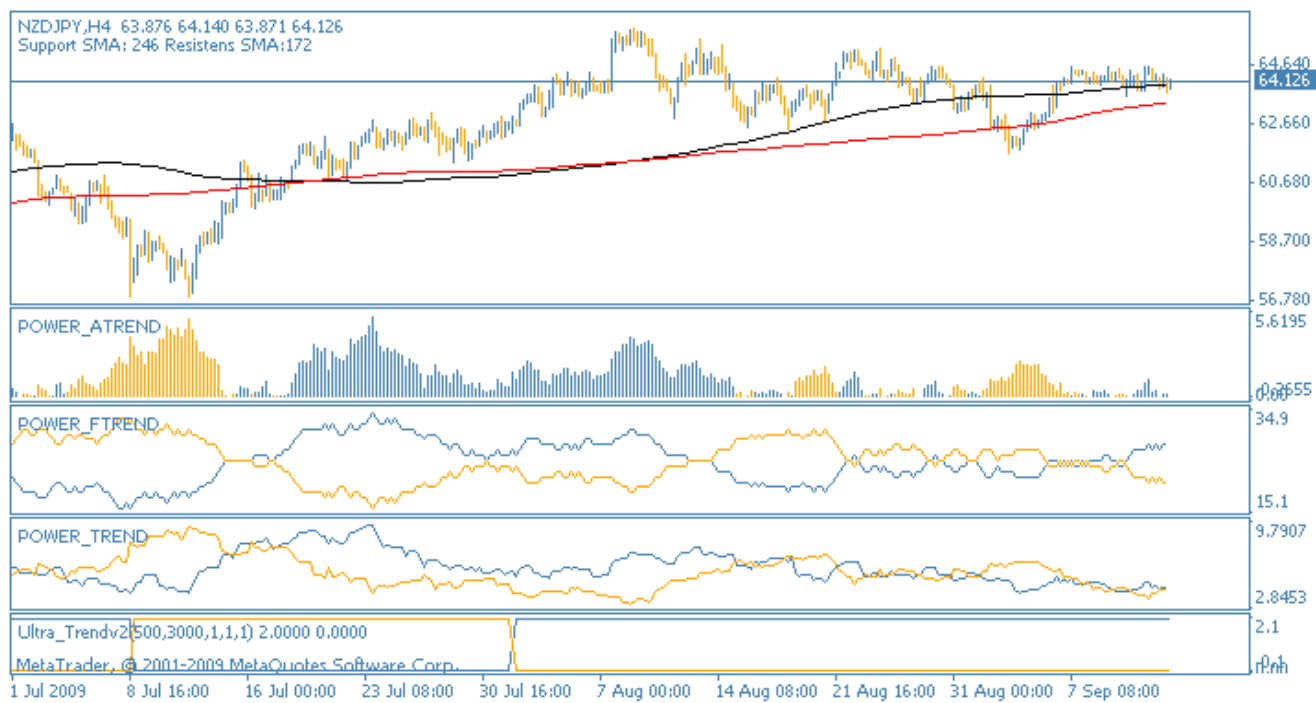 NZDJPY,H4 63.876 64.140 63.871 64.126
Support SMA: 246 Resistens SMA:172
64.640
64.126
62.660
60.680
58.700
56.780
POWER_ATREND
5.6195
0.2655
0.00
POWER_FTREND
34.9
15.1
POWER_TREND
9.7907
2.8453
Ultra_Trendv2(500,3000,1,1,1) 2.0000 0.0000
2.1
MetaTrader, © 2001-2009 MetaQuotes Software Corp.
1 Jul 2009 8 Jul 16:00 16 Jul 00:00 23 Jul 08:00 30 Jul 16:00 7 Aug 00:00 14 Aug 08:00 21 Aug 16:00 31 Aug 00:00 7 Sep 08:00